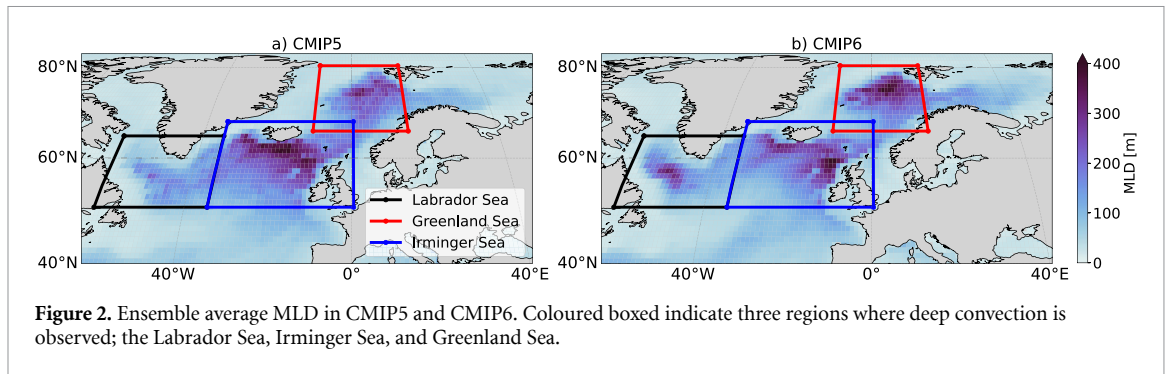 a) CMIP5
b) CMIP6
80°N
60°N
40°N
40°W
0°
40°E
Labrador Sea
Greenland Sea
Irminger Sea
80°N
60°N
40°N
40°W
0°
40°E
400
300
200
100
0
MLD [m]
Figure 2. Ensemble average MLD in CMIP5 and CMIP6. Coloured boxed indicate three regions where deep convection is
observed; the Labrador Sea, Irminger Sea, and Greenland Sea.